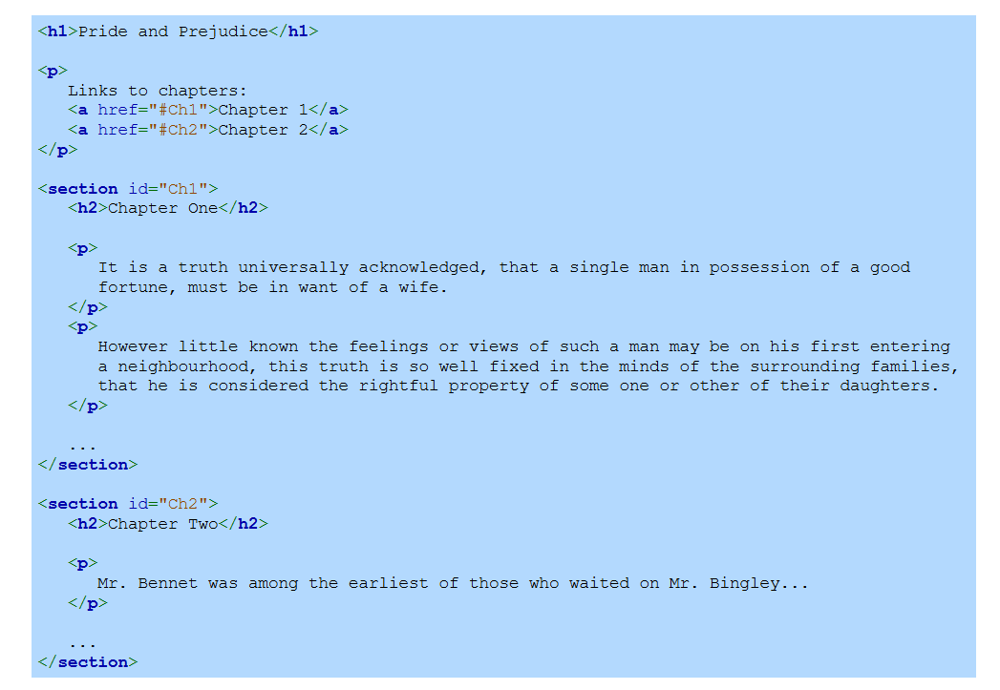 <h1>Pride and Prejudice</h1>
<p>
Links to chapters:
<a href="#Ch1">Chapter 1</a>
<a href="#Ch2">Chapter 2</a>
</p>
<section id="Ch1">
<h2>Chapter One</h2>
<p>
It is a truth universally acknowledged, that a single man in possession of a good
fortune, must be in want of a wife.
</p>
<p>
However little known the feelings or views of such a man may be on his first entering
a neighbourhood, this truth is so well fixed in the minds of the surrounding families,
that he is considered the rightful property of some one or other of their daughters.
</p>
...
</section>
<section id="Ch2">
<h2>Chapter Two</h2>
<p>
Mr. Bennet was among the earliest of those who waited on Mr. Bingley...
</p>
...
</section>